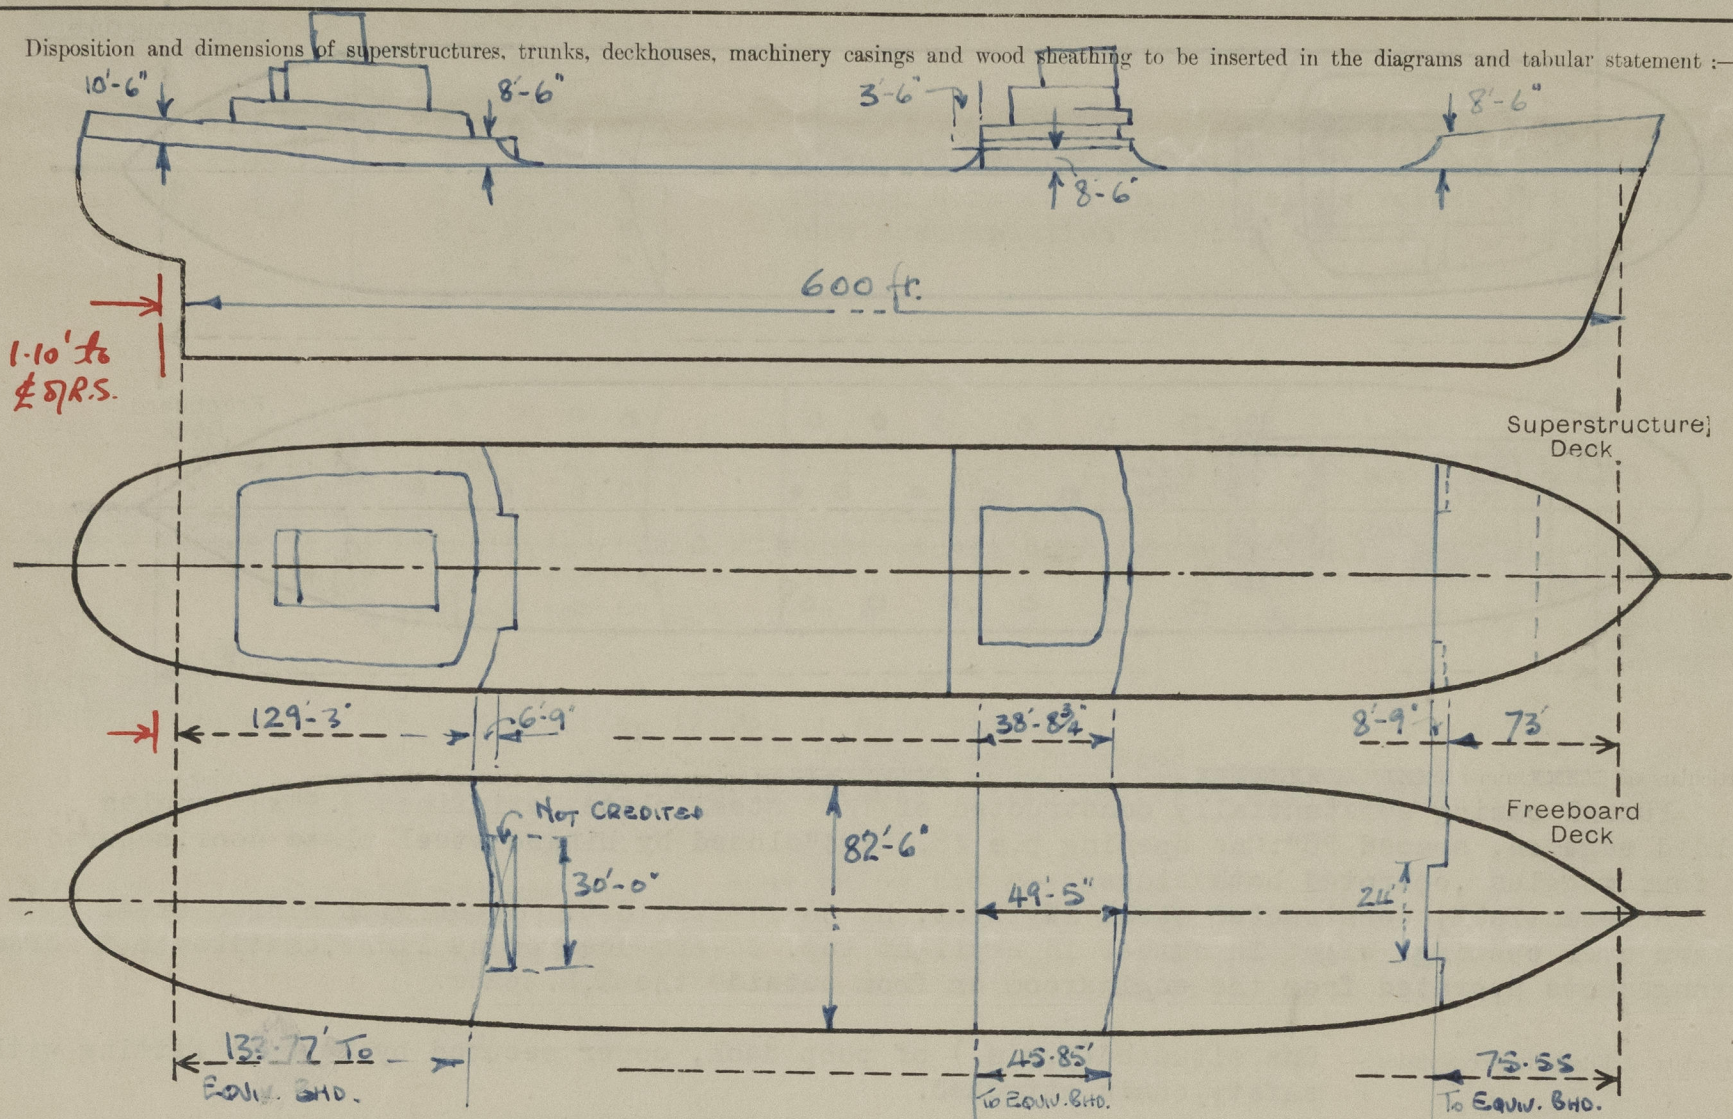 Disposition and dimensions of superstructures, trunks, deckhouses, machinery casings and wood sheathing to be inserted in the diagrams and tabular statement :—
10'-6"
8'-6"
3'-6"
8'-6"
8'-6"
600 ft.
1·10' to
℄ of R.S.
Superstructure
Deck
129'-3"
6'-9"
38'-8¾"
8'-9"
73'
NOT CREDITED
Freeboard
Deck
82'-6"
30'-0"
49'-5"
24'
133·77' TO
EQUIV. BHD.
45·85'
TO EQUIV. BHD.
75·55
TO EQUIV. BHD.